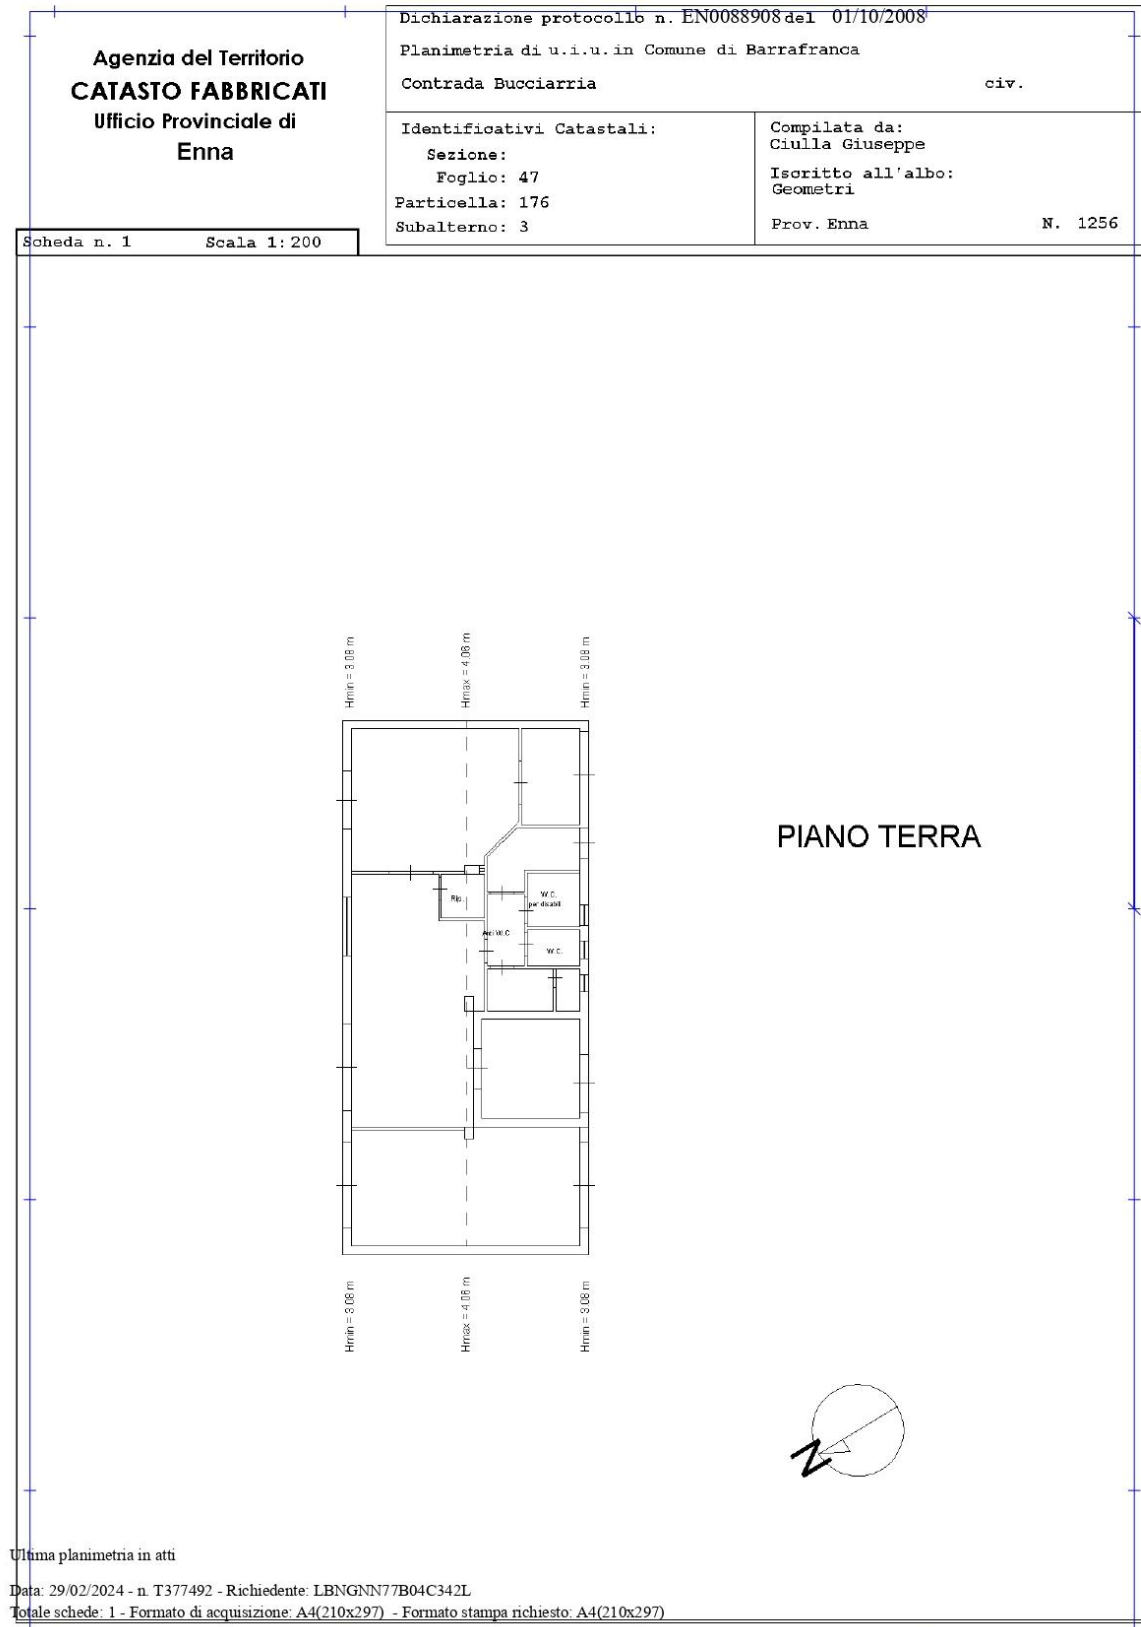 Agenzia del Territorio
CATASTO FABBRICATI
Ufficio Provinciale di
Enna
Dichiarazione protocollo n. EN0088908 del 01/10/2008
Planimetria di u.i.u. in Comune di Barrafranca
Contrada Bucciarria civ.
Identificativi Catastali:
Sezione:
Foglio: 47
Particella: 176
Subalterno: 3
Compilata da:
Ciulla Giuseppe
Iscritto all'albo:
Geometri
Prov. Enna N. 1256
Scheda n. 1 Scala 1:200
Hmin = 3.08 m
Hmax = 4.06 m
Hmin = 3.08 m
PIANO TERRA
Rip.
W.C.
per disabili
Anti W.C
W.C.
Hmin = 3.08 m
Hmax = 4.06 m
Hmin = 3.08 m
N
Ultima planimetria in atti
Data: 29/02/2024 - n. T377492 - Richiedente: LBNGNN77B04C342L
Totale schede: 1 - Formato di acquisizione: A4(210x297) - Formato stampa richiesto: A4(210x297)